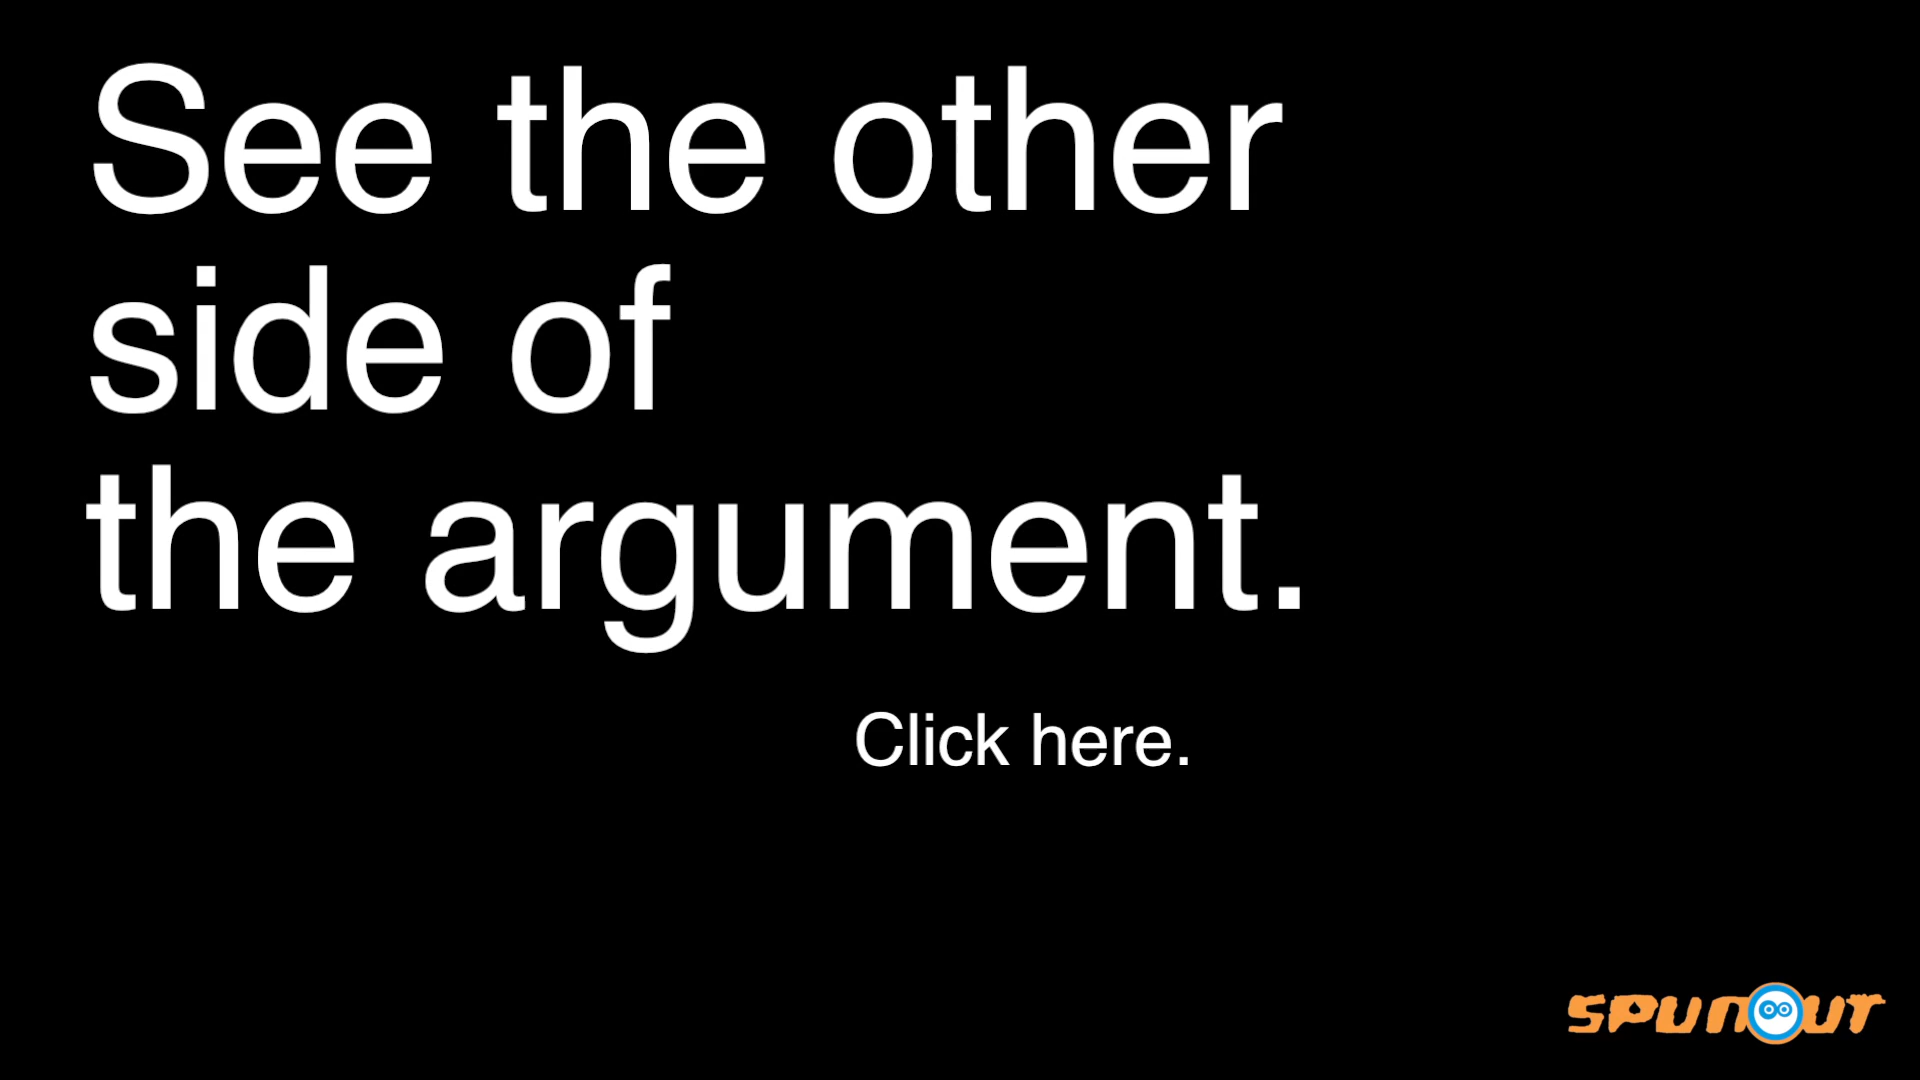 See the other
side of
the argument.
Click here.
SPUNOUT